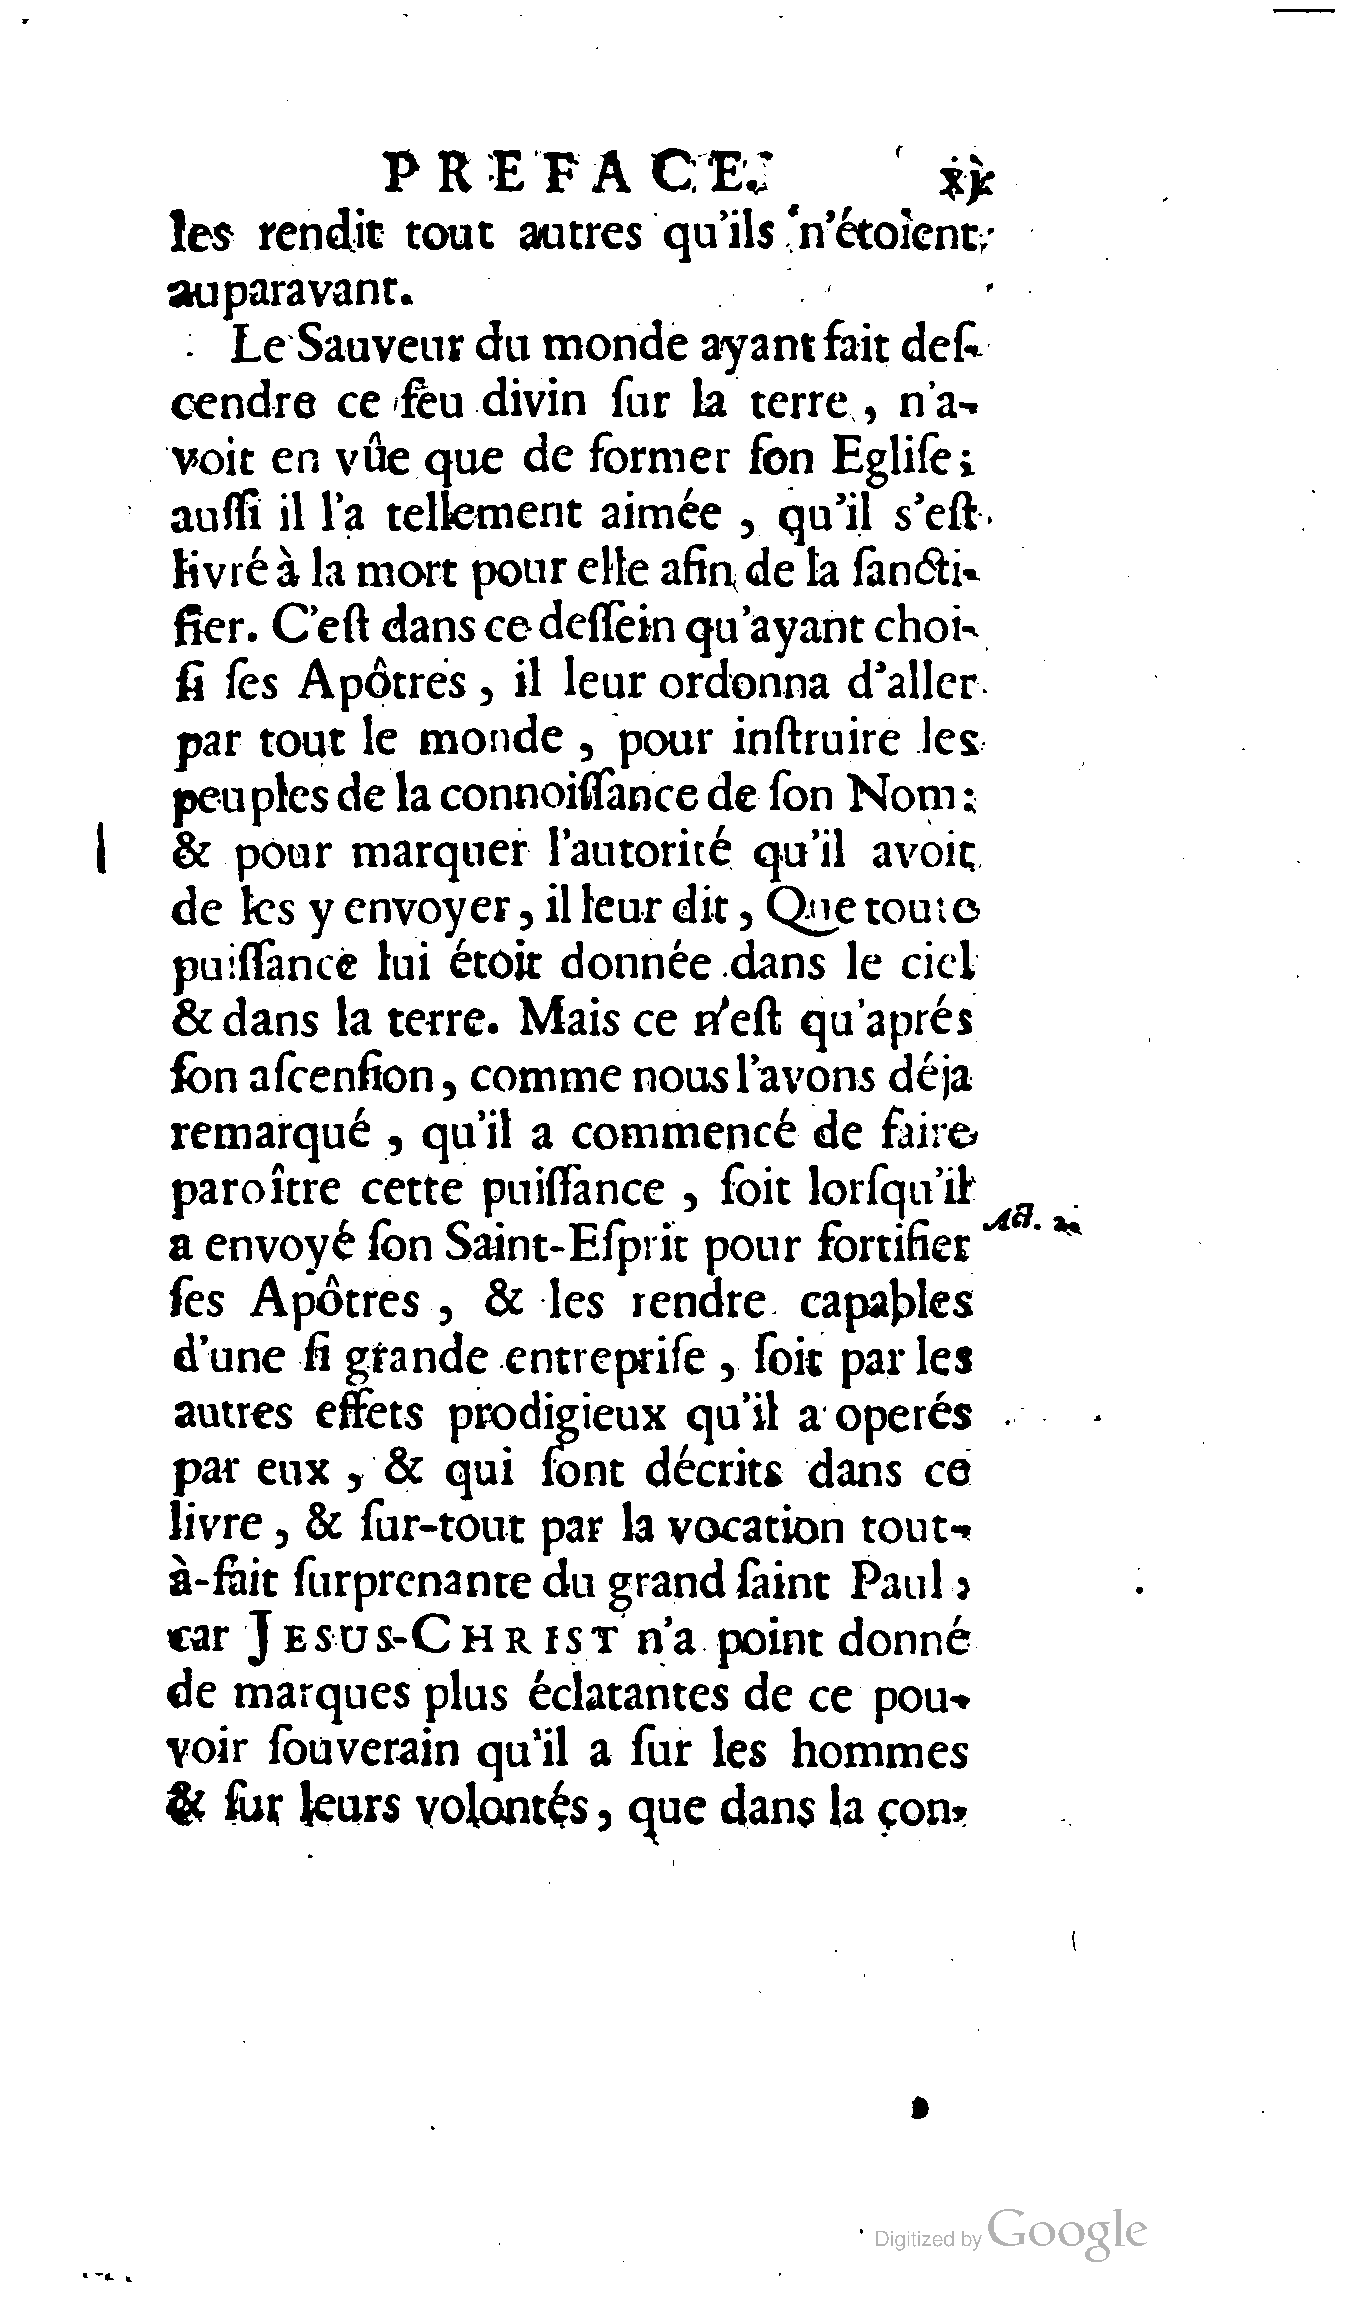 PREFACE. xj
les rendit tout autres qu'ils n'étoient
auparavant.
Le Sauveur du monde ayant fait deſ-
cendre ce feu divin ſur la terre, n'a-
voit en vûe que de former ſon Egliſe;
auſſi il l'a tellement aimée, qu'il s'eſt
livré à la mort pour elle afin de la ſancti-
fier. C'eſt dans ce deſſein qu'ayant choi-
ſi ſes Apôtres, il leur ordonna d'aller
par tout le monde, pour inſtruire les
peuples de la connoiſſance de ſon Nom:
& pour marquer l'autorité qu'il avoit
de les y envoyer, il leur dit, Que toute
puiſſance lui étoit donnée dans le ciel
& dans la terre. Mais ce n'eſt qu'aprés
ſon aſcenſion, comme nous l'avons déja
remarqué, qu'il a commencé de faire
paroître cette puiſſance, ſoit lorſqu'il
a envoyé ſon Saint-Eſprit pour fortifier
Act. 2.
ſes Apôtres, & les rendre capables
d'une ſi grande entrepriſe, ſoit par les
autres effets prodigieux qu'il a operés
par eux, & qui ſont décrits dans ce
livre, & ſur-tout par la vocation tout-
à-fait ſurprenante du grand ſaint Paul;
car JESUS-CHRIST n'a point donné
de marques plus éclatantes de ce pou-
voir ſouverain qu'il a ſur les hommes
& ſur leurs volontés, que dans la con-
Digitized by Google